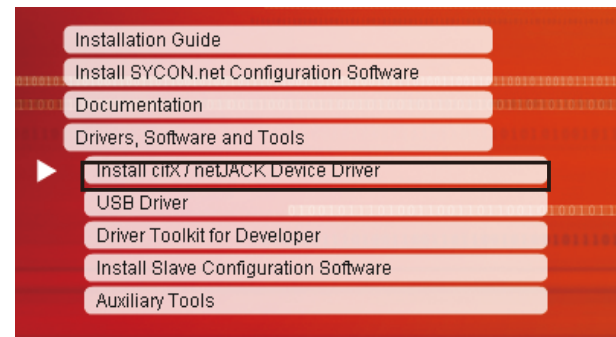 Installation Guide
Install SYCON.net Configuration Software
Documentation
Drivers, Software and Tools
Install cifX / netJACK Device Driver
USB Driver
Driver Toolkit for Developer
Install Slave Configuration Software
Auxiliary Tools